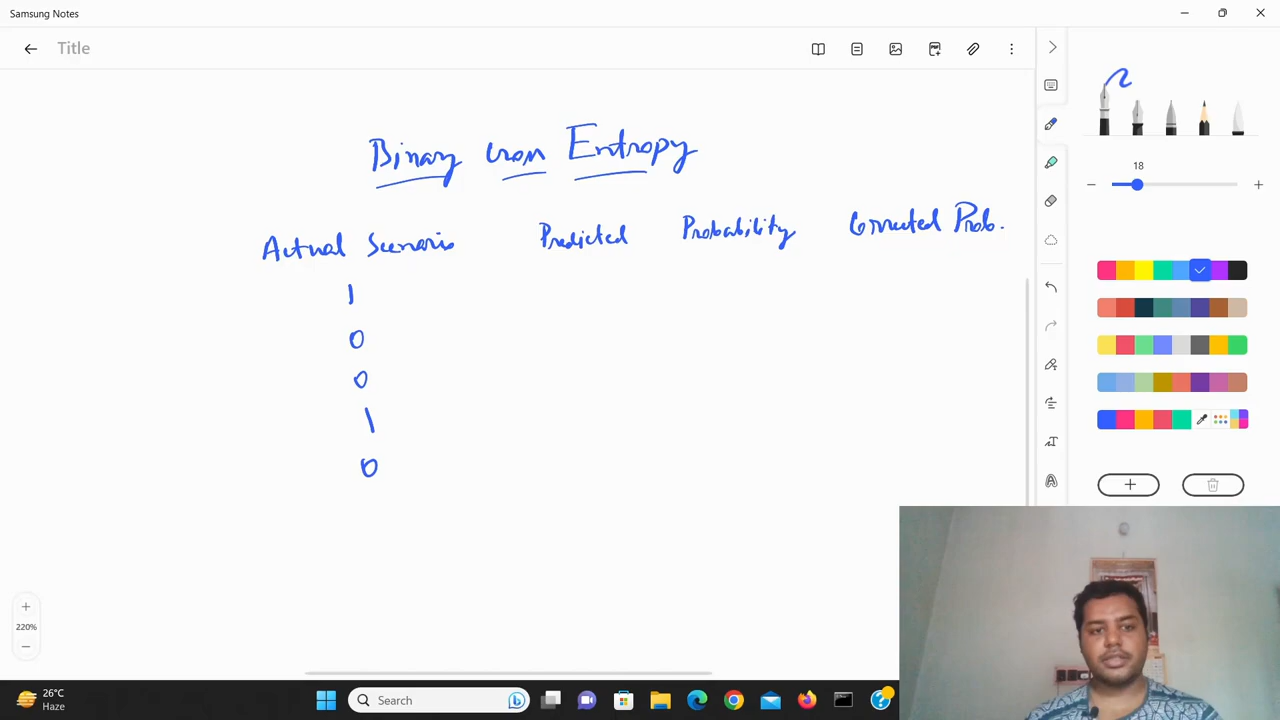 Samsung Notes
Title
Binary Cross Entropy
Actual Scenario Predicted Probability Corrected Prob.
1
0
0
1
0
18
220%
26°C
Haze
Search